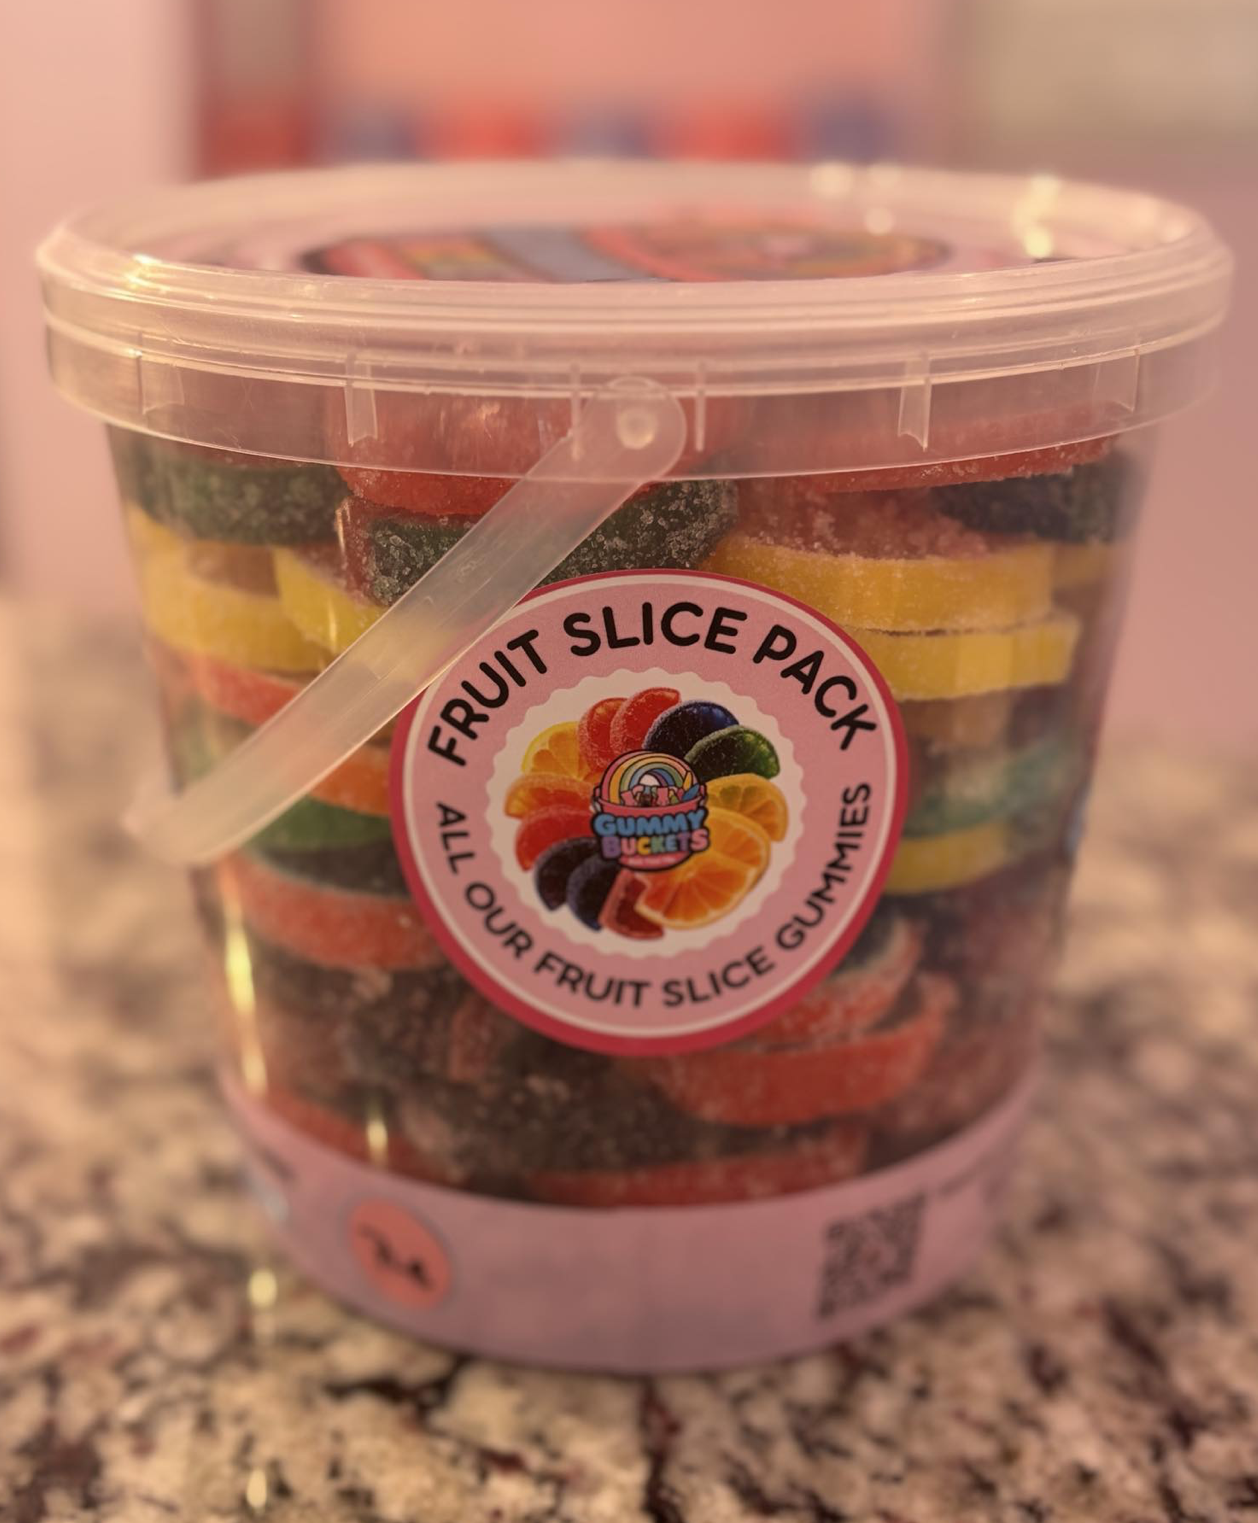 FRUIT SLICE PACK
GUMMY
BUCKETS
ALL OUR FRUIT SLICE GUMMIES